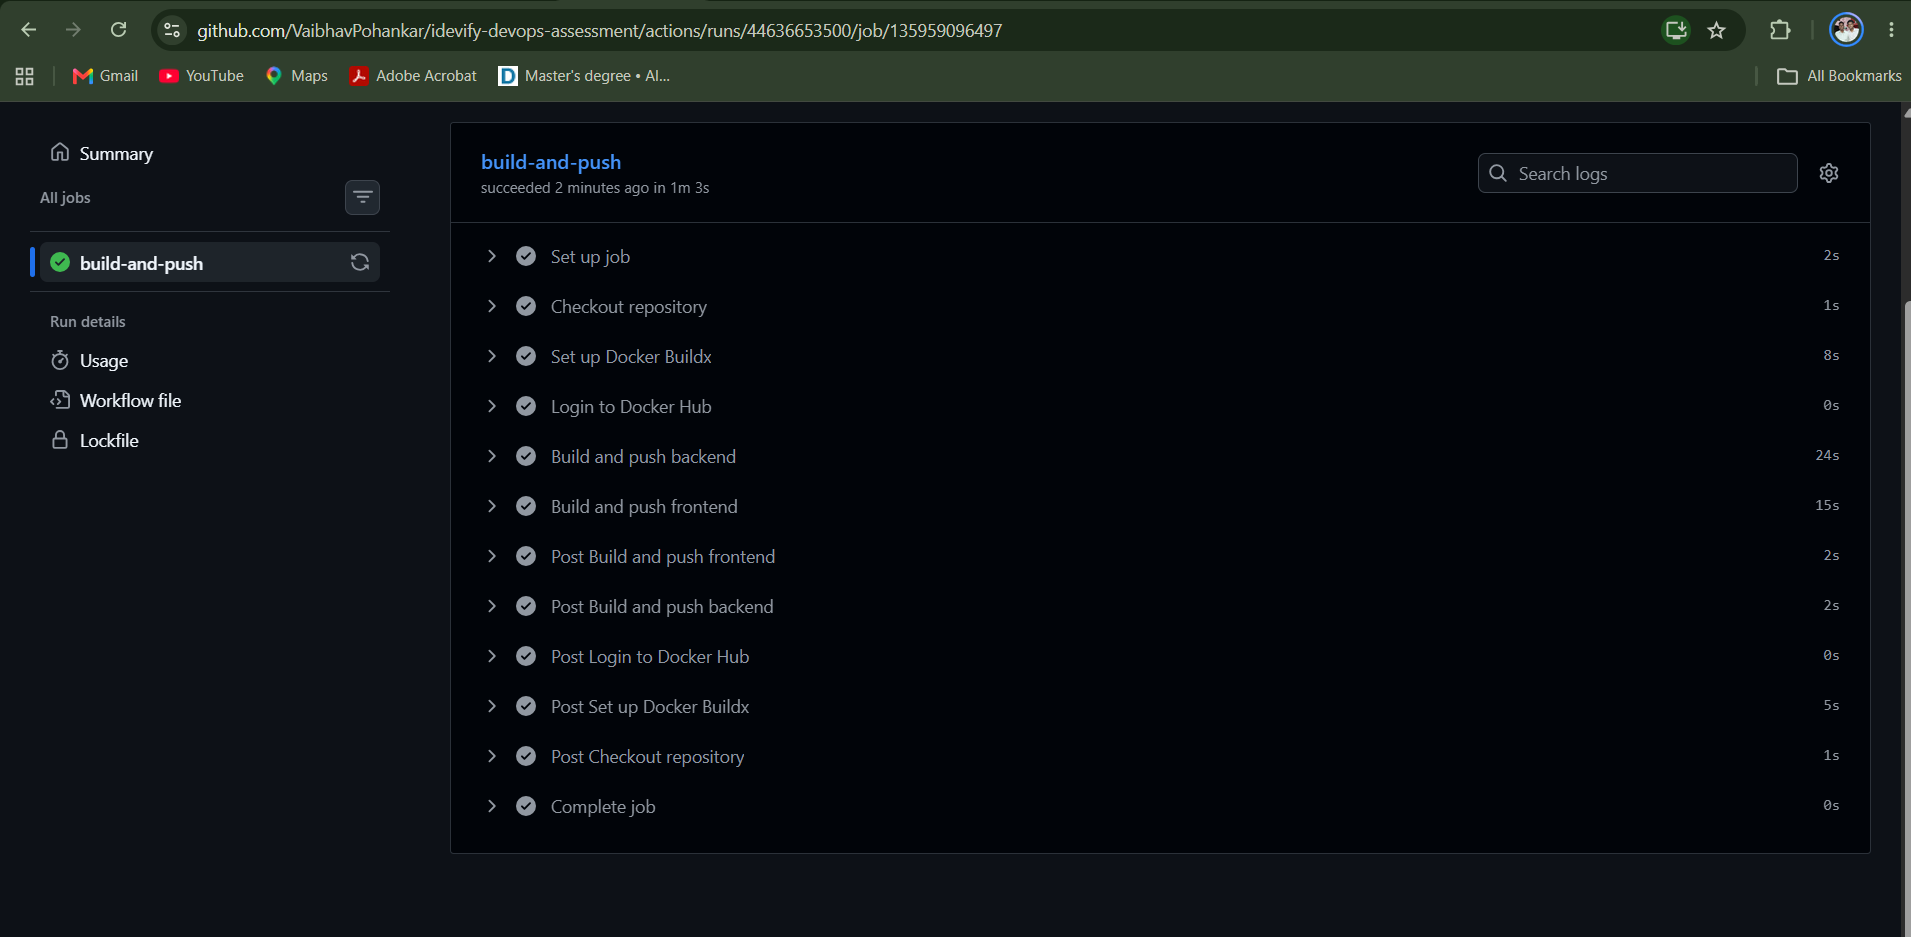 github.com/VaibhavPohankar/idevify-devops-assessment/actions/runs/44636653500/job/135959096497
Gmail YouTube Maps Adobe Acrobat Master's degree • Al... All Bookmarks
Summary
All jobs
build-and-push
Run details
Usage
Workflow file
Lockfile
build-and-push
succeeded 2 minutes ago in 1m 3s
Search logs
Set up job 2s
Checkout repository 1s
Set up Docker Buildx 8s
Login to Docker Hub 0s
Build and push backend 24s
Build and push frontend 15s
Post Build and push frontend 2s
Post Build and push backend 2s
Post Login to Docker Hub 0s
Post Set up Docker Buildx 5s
Post Checkout repository 1s
Complete job 0s